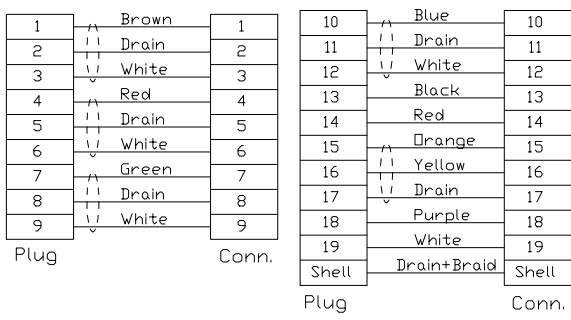 1 Brown 1
2 Drain 2
3 White 3
4 Red 4
5 Drain 5
6 White 6
7 Green 7
8 Drain 8
9 White 9
Plug Conn.
10 Blue 10
11 Drain 11
12 White 12
13 Black 13
14 Red 14
15 Orange 15
16 Yellow 16
17 Drain 17
18 Purple 18
19 White 19
Shell Drain+Braid Shell
Plug Conn.